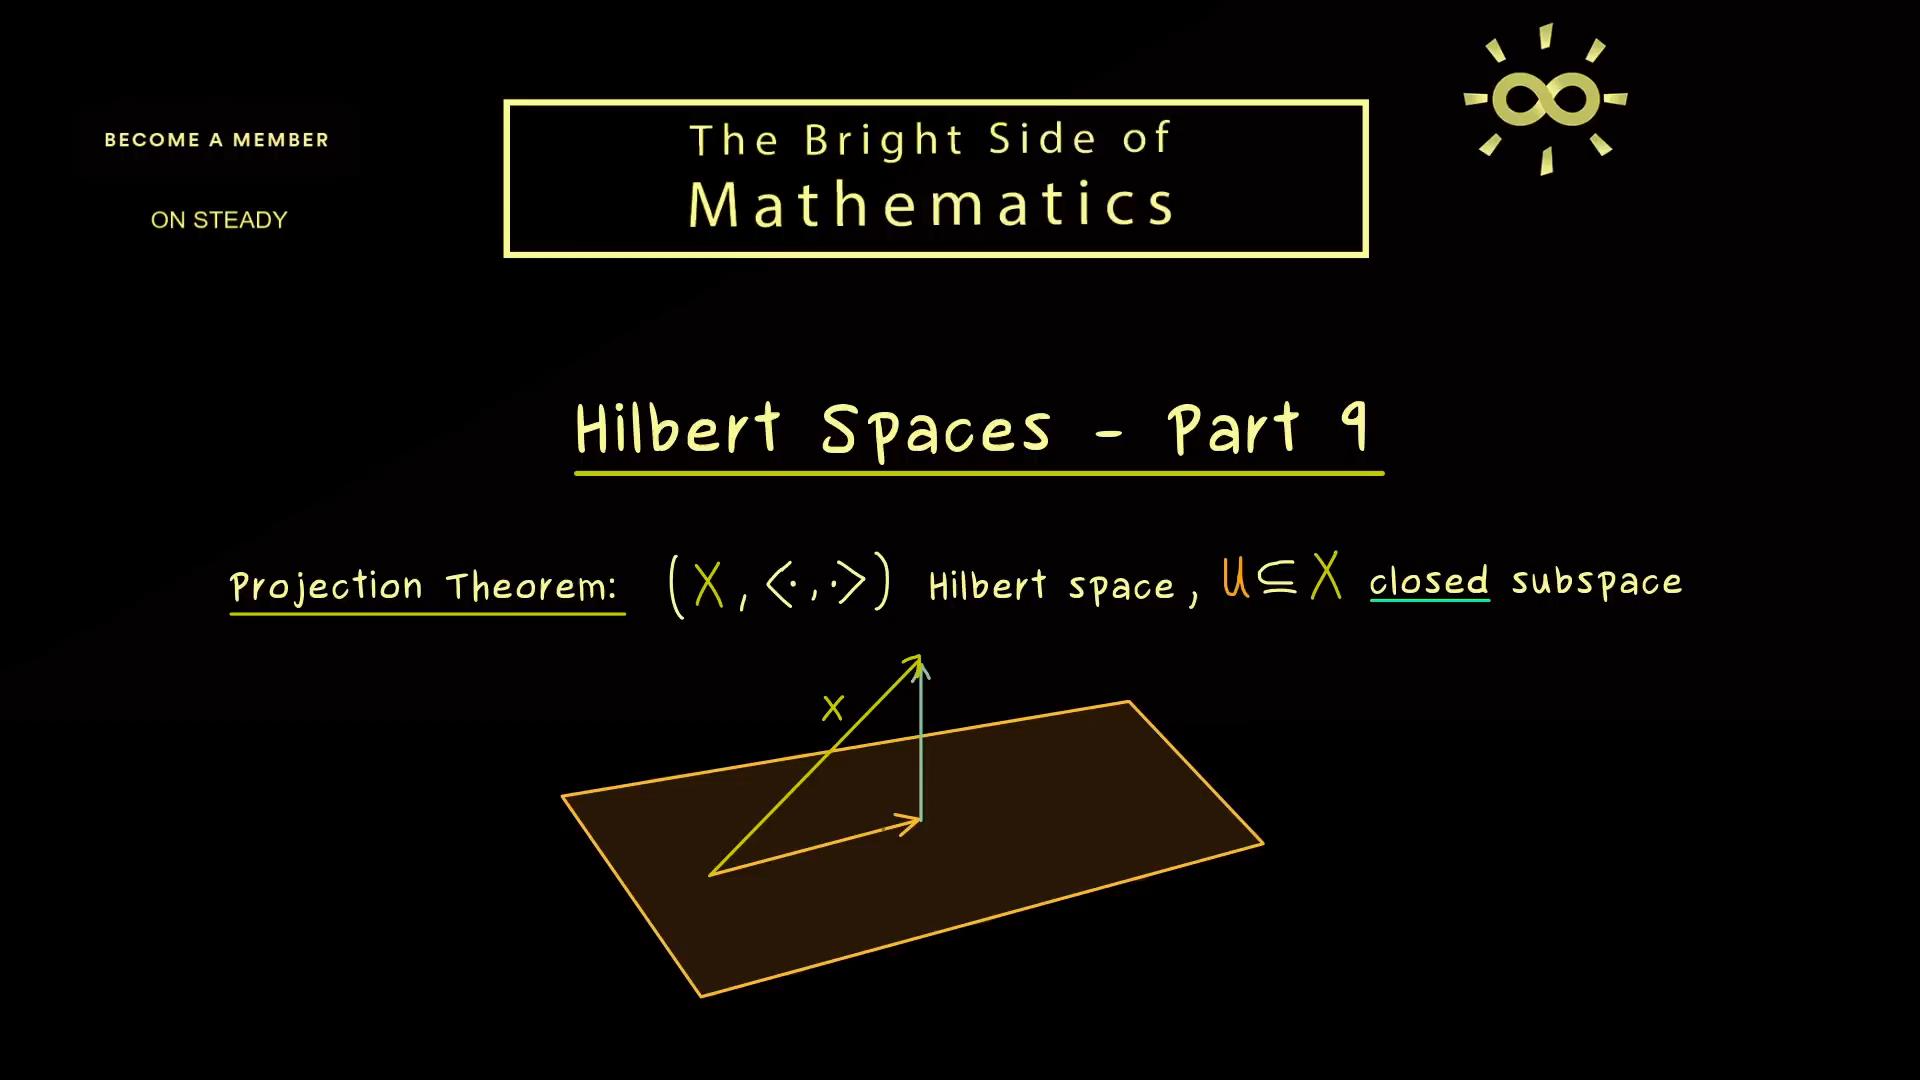 BECOME A MEMBER
ON STEADY
The Bright Side of
Mathematics
Hilbert Spaces - Part 9
Projection Theorem: (X, <·,·>) Hilbert space, U ⊆ X closed subspace
x